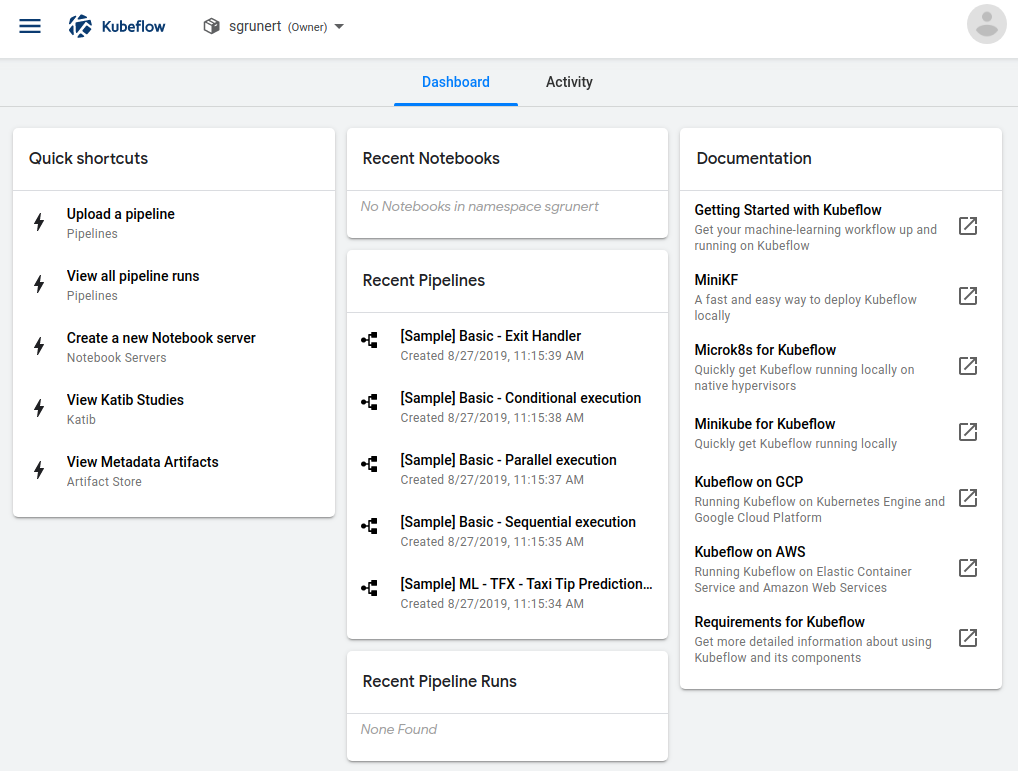 Kubeflow
sgrunert (Owner)
Dashboard
Activity
Quick shortcuts
Upload a pipeline
Pipelines
View all pipeline runs
Pipelines
Create a new Notebook server
Notebook Servers
View Katib Studies
Katib
View Metadata Artifacts
Artifact Store
Recent Notebooks
No Notebooks in namespace sgrunert
Recent Pipelines
[Sample] Basic - Exit Handler
Created 8/27/2019, 11:15:39 AM
[Sample] Basic - Conditional execution
Created 8/27/2019, 11:15:38 AM
[Sample] Basic - Parallel execution
Created 8/27/2019, 11:15:37 AM
[Sample] Basic - Sequential execution
Created 8/27/2019, 11:15:35 AM
[Sample] ML - TFX - Taxi Tip Prediction...
Created 8/27/2019, 11:15:34 AM
Recent Pipeline Runs
None Found
Documentation
Getting Started with Kubeflow
Get your machine-learning workflow up and
running on Kubeflow
MiniKF
A fast and easy way to deploy Kubeflow
locally
Microk8s for Kubeflow
Quickly get Kubeflow running locally on
native hypervisors
Minikube for Kubeflow
Quickly get Kubeflow running locally
Kubeflow on GCP
Running Kubeflow on Kubernetes Engine and
Google Cloud Platform
Kubeflow on AWS
Running Kubeflow on Elastic Container
Service and Amazon Web Services
Requirements for Kubeflow
Get more detailed information about using
Kubeflow and its components